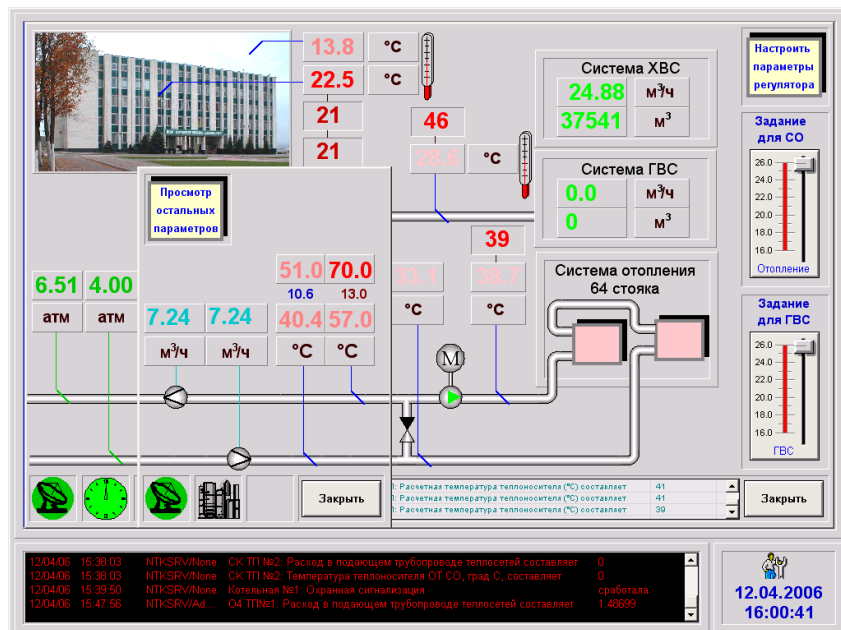 13.8 °C
22.5 °C
21
21
46
28.6 °C
Система ХВС
24.88 м³/ч
37541 м³
Система ГВС
0.0 м³/ч
0 м³
Настроить
параметры
регулятора
Задание
для СО
26.0
24.0
22.0
20.0
18.0
16.0
Отопление
Просмотр
остальных
параметров
39
38.7
°C
33.1
°C
Система отопления
64 стояка
6.51 4.00
атм атм
7.24 7.24
м³/ч м³/ч
51.0 70.0
10.6 13.0
40.4 57.0
°C °C
М
Задание
для ГВС
26.0
24.0
22.0
20.0
18.0
16.0
ГВС
Закрыть
1: Расчетная температура теплоносителя (°C) составляет 41
1: Расчетная температура теплоносителя (°C) составляет 41
1: Расчетная температура теплоносителя (°C) составляет 39
Закрыть
12/04/06 15:38:03 NTKSRV/None СК ТП №2: Расход в подающем трубопроводе теплосетей составляет 0
12/04/06 15:38:03 NTKSRV/None СК ТП №2: Температура теплоносителя ОТ СО, град С, составляет 0
12/04/06 15:39:50 NTKSRV/None Котельная №1: Охранная сигнализация сработала
12/04/06 15:47:56 NTKSRV/Ad... О4 ТП№1: Расход в подающем трубопроводе теплосетей составляет 1.48699
12.04.2006
16:00:41